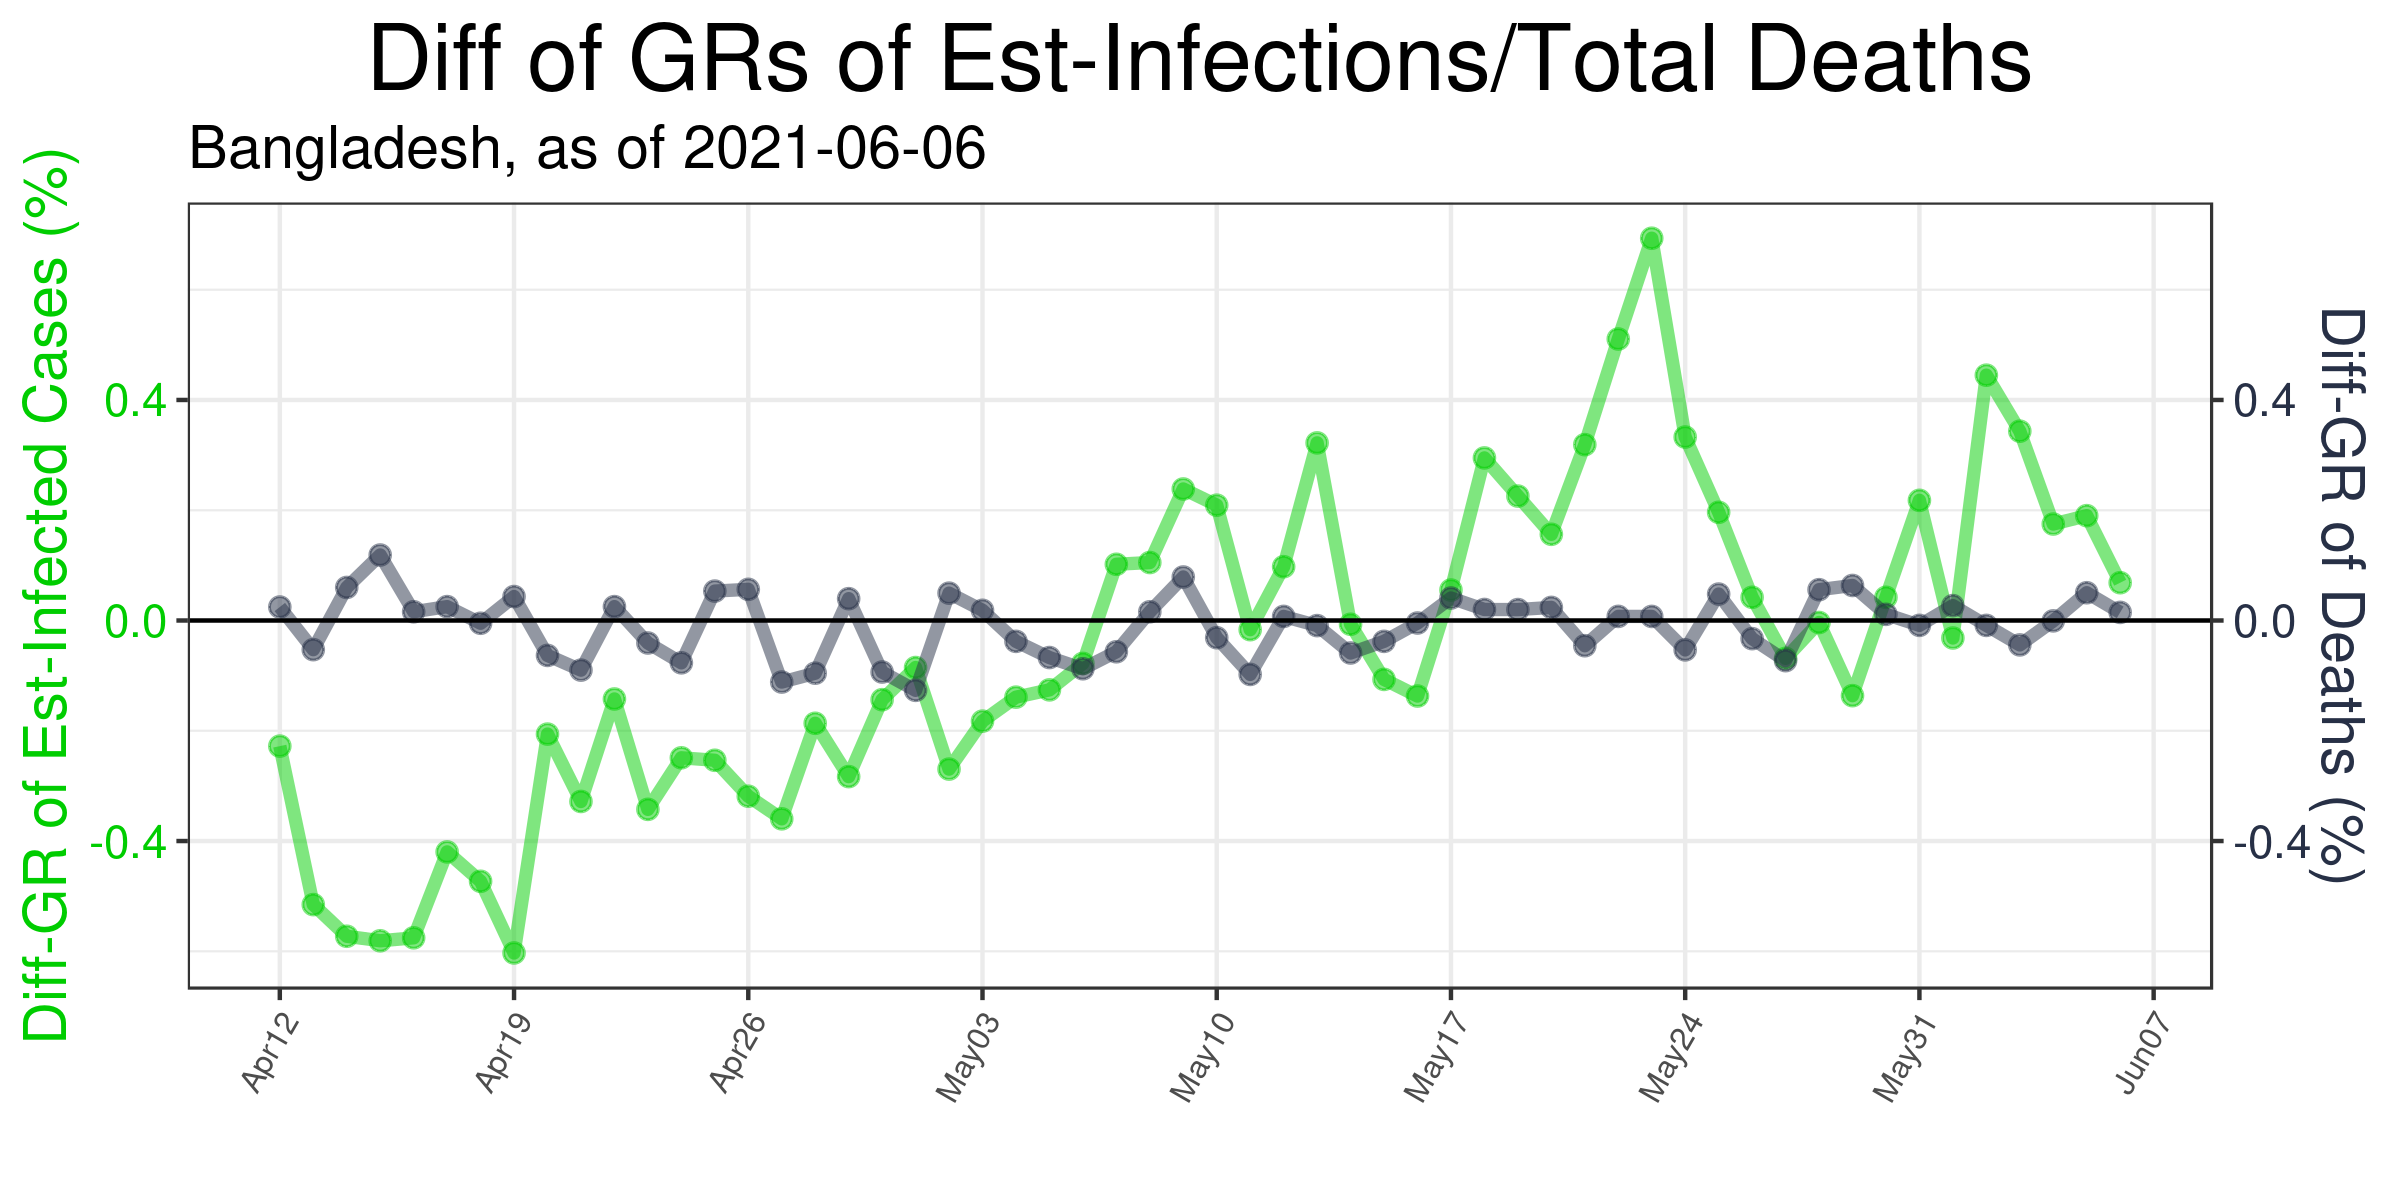 Diff of GRs of Est-Infections/Total Deaths
Bangladesh, as of 2021-06-06
Diff-GR of Est-Infected Cases (%)
0.4
0.0
-0.4
0.4
0.0
-0.4
Diff-GR of Deaths (%)
Apr12
Apr19
Apr26
May03
May10
May17
May24
May31
Jun07